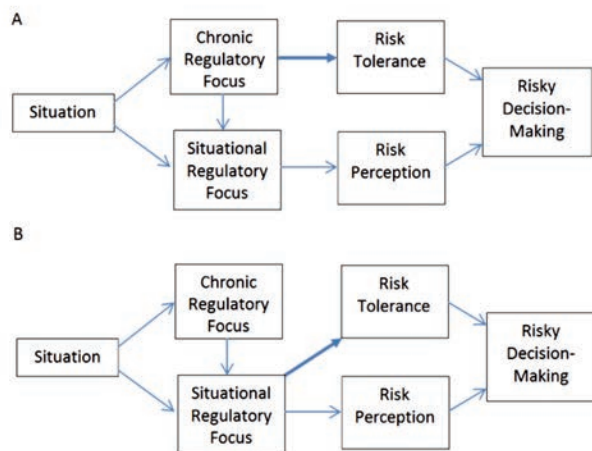 A
Chronic
Regulatory
Focus
Risk
Tolerance
Situation
Risky
Decision-
Making
Situational
Regulatory
Focus
Risk
Perception
B
Chronic
Regulatory
Focus
Risk
Tolerance
Situation
Risky
Decision-
Making
Situational
Regulatory
Focus
Risk
Perception